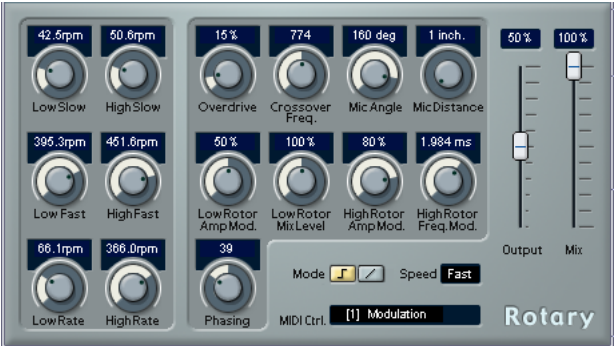 42.5rpm 50.6rpm 15% 774 160 deg 1 inch. 50% 100%
LowSlow HighSlow Overdrive Crossover Freq. Mic Angle MicDistance
395.3rpm 451.6rpm 50% 100% 80% 1.984 ms
Low Fast HighFast LowRotor AmpMod. LowRotor MixLevel HighRotor AmpMod. HighRotor Freq.Mod.
66.1rpm 366.0rpm 39
Output Mix
LowRate HighRate Phasing
Mode Speed Fast
MIDI Ctrl. [1] Modulation
Rotary